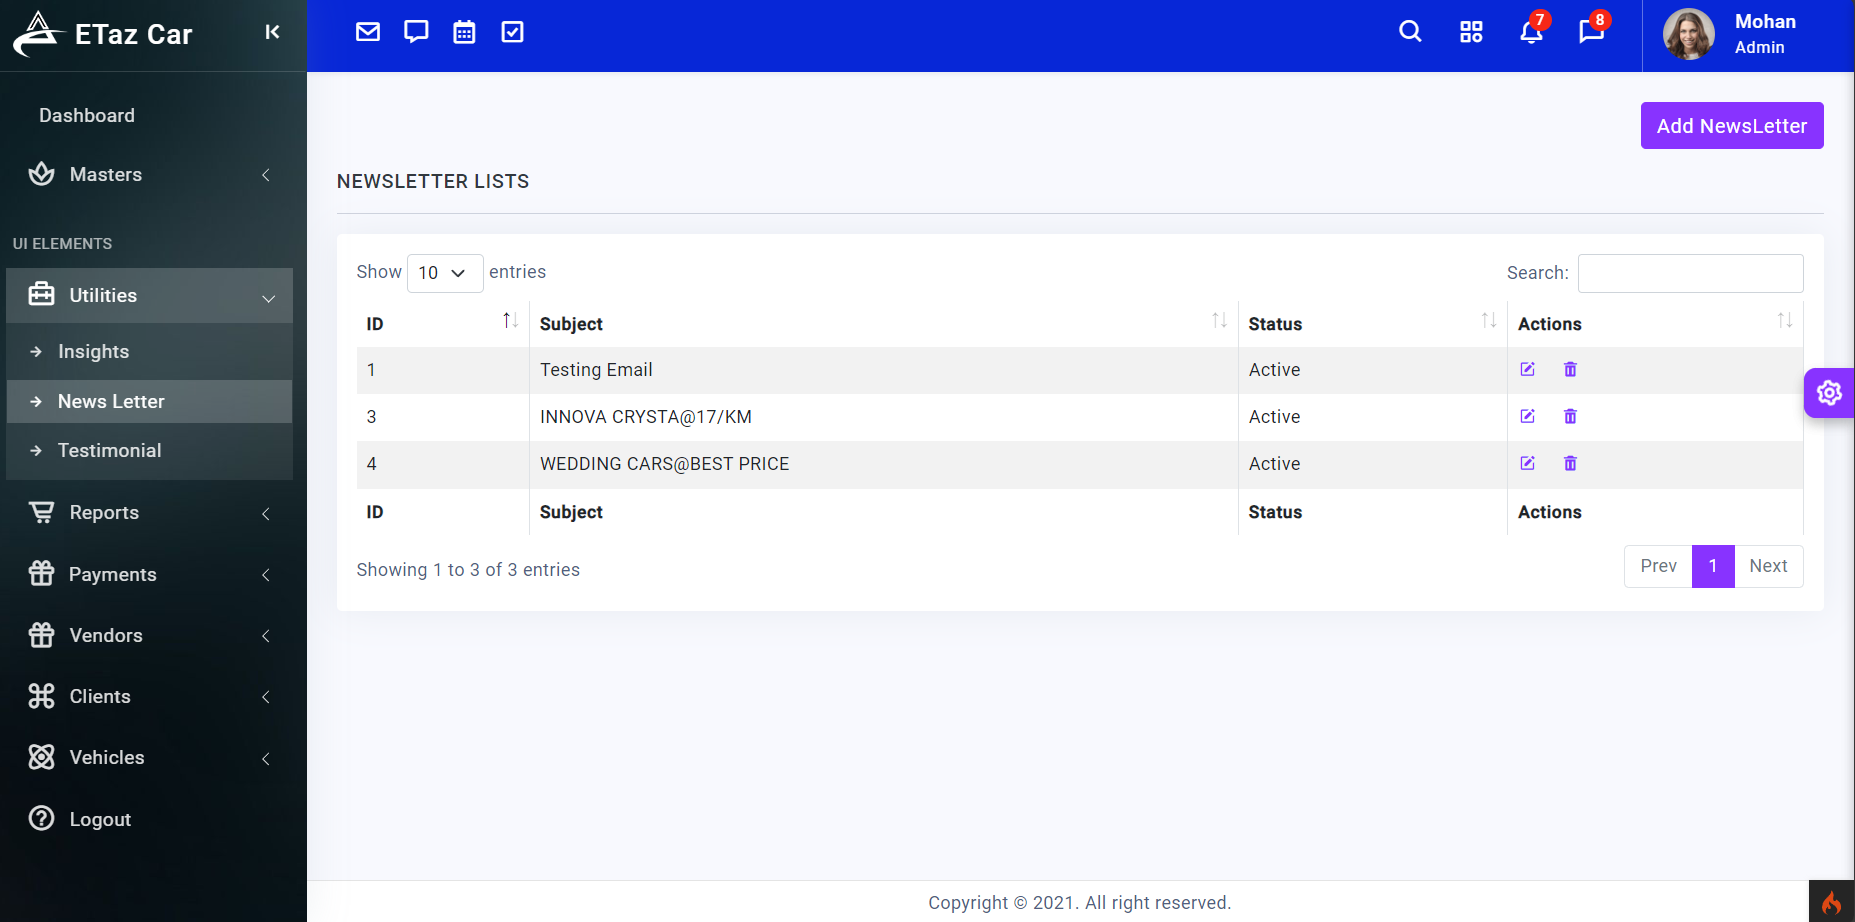 ETaz Car
7
8
Mohan
Admin
Dashboard
Masters
UI ELEMENTS
Utilities
Insights
News Letter
Testimonial
Reports
Payments
Vendors
Clients
Vehicles
Logout
Add NewsLetter
NEWSLETTER LISTS
Show 10 entries Search:
ID Subject Status Actions
1 Testing Email Active
3 INNOVA CRYSTA@17/KM Active
4 WEDDING CARS@BEST PRICE Active
ID Subject Status Actions
Showing 1 to 3 of 3 entries Prev 1 Next
Copyright © 2021. All right reserved.